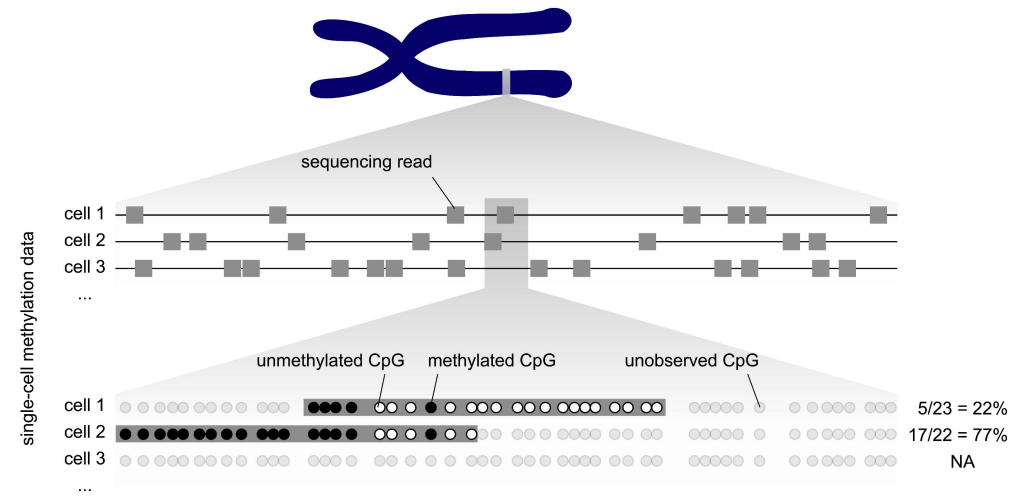 sequencing read
cell 1
cell 2
cell 3
...
single-cell methylation data
unmethylated CpG
methylated CpG
unobserved CpG
cell 1
5/23 = 22%
cell 2
17/22 = 77%
cell 3
NA
...